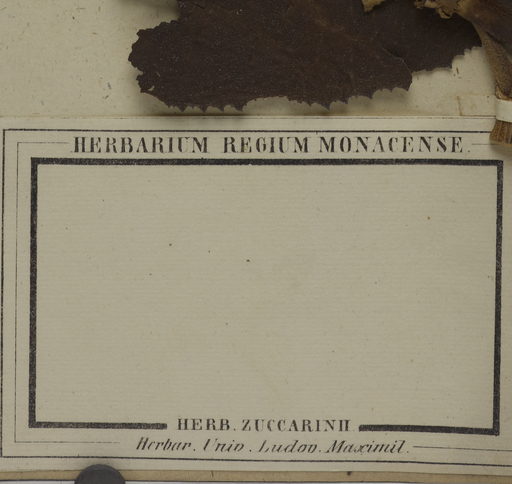 HERBARIUM REGIUM MONACENSE.
HERB. ZUCCARINII
Herbar. Univ. Ludov. Maximil.